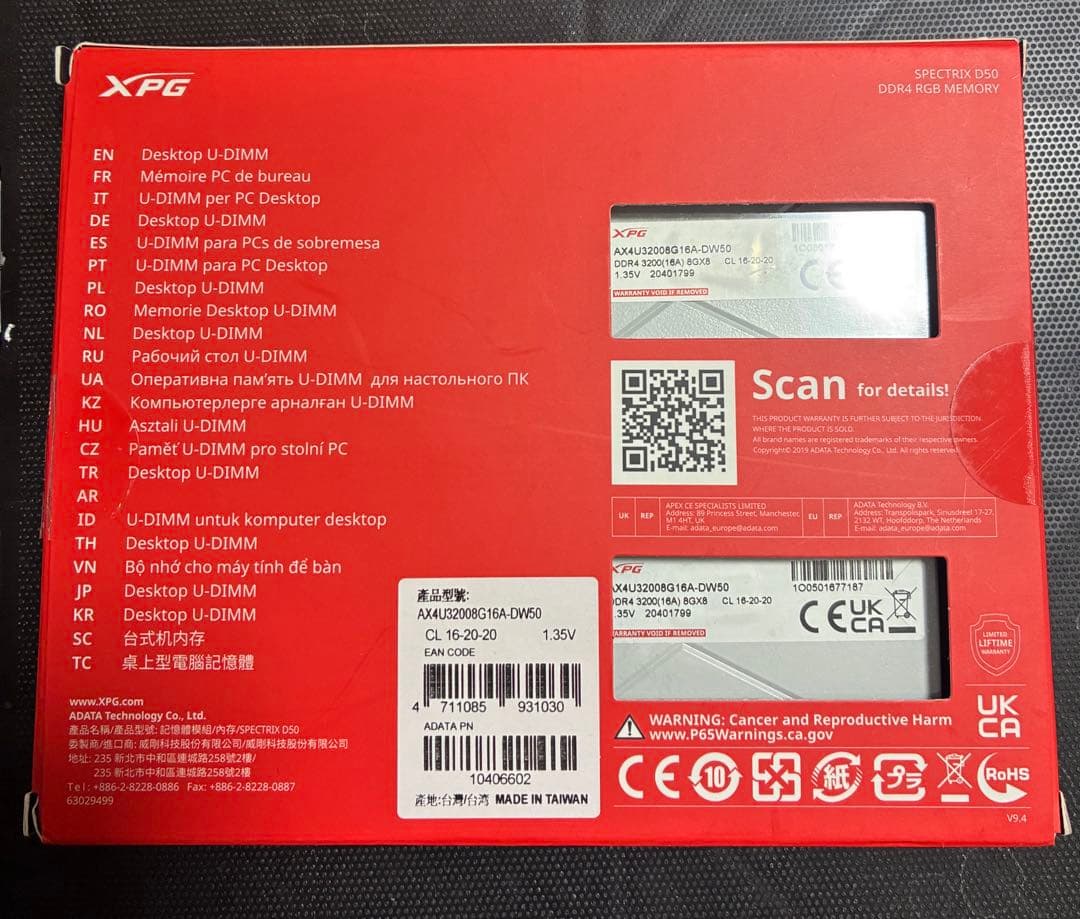 XPG
SPECTRIX D50
DDR4 RGB MEMORY
EN Desktop U-DIMM
FR Mémoire PC de bureau
IT U-DIMM per PC Desktop
DE Desktop U-DIMM
ES U-DIMM para PCs de sobremesa
PT U-DIMM para PC Desktop
PL Desktop U-DIMM
RO Memorie Desktop U-DIMM
NL Desktop U-DIMM
RU Рабочий стол U-DIMM
UA Оперативна пам'ять U-DIMM для настольного ПК
KZ Компьютерлерге арналған U-DIMM
HU Asztali U-DIMM
CZ Paměť U-DIMM pro stolní PC
TR Desktop U-DIMM
AR
ID U-DIMM untuk komputer desktop
TH Desktop U-DIMM
VN Bộ nhớ cho máy tính để bàn
JP Desktop U-DIMM
KR Desktop U-DIMM
SC 台式机内存
TC 桌上型電腦記憶體
www.XPG.com
ADATA Technology Co., Ltd.
產品名稱/產品型號: 記憶體模組/內存/SPECTRIX D50
委製商/進口商: 威剛科技股份有限公司/威剛科技股份有限公司
地址: 235 新北市中和區連城路258號2樓/
235 新北市中和區連城路258號2樓
Tel: +886-2-8228-0886 Fax: +886-2-8228-0887
63029499
產品型號:
AX4U32008G16A-DW50
CL 16-20-20 1.35V
EAN CODE
4 711085 931030
ADATA PN
10406602
產地:台灣/台湾 MADE IN TAIWAN
XPG
AX4U32008G16A-DW50
DDR4 3200(16A) 8GX8 CL 16-20-20
1.35V 20401799
CE
WARRANTY VOID IF REMOVED
Scan for details!
THIS PRODUCT WARRANTY IS FURTHER SUBJECT TO THE JURISDICTION
WHERE THE PRODUCT IS SOLD.
All brand names are registered trademarks of their respective owners.
Copyright© 2019 ADATA Technology Co., Ltd. All rights reserved.
UK REP
APEX CE SPECIALISTS LIMITED
Address: 89 Princess Street, Manchester,
M1 4HT, UK
E-mail: adata_europe@adata.com
EU REP
ADATA Technology B.V.
Address: Transpolispark, Siriusdreef 17-27,
2132 WT, Hoofddorp, The Netherlands
E-mail: adata_europe@adata.com
XPG
X4U32008G16A-DW50
DDR4 3200(16A) 8GX8 CL 16-20-20
.35V 20401799
1O0501677187
CE UK CA
WARRANTY VOID IF REMOVED
LIMITED
LIFETIME
WARRANTY
WARNING: Cancer and Reproductive Harm
www.P65Warnings.ca.gov
UK
CA
CE 10 紙 プラ RoHS
V9.4